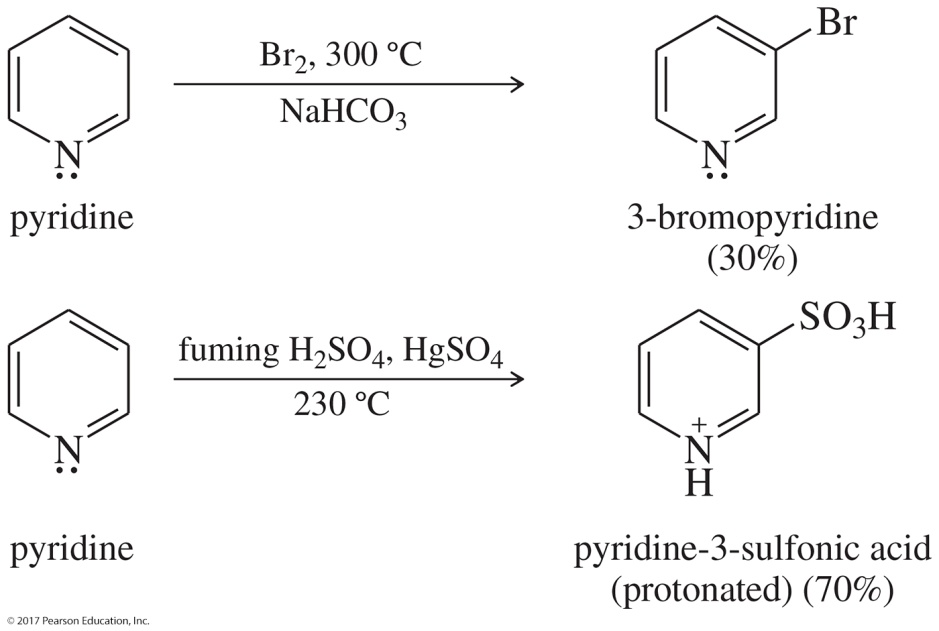 Br₂, 300 °C
NaHCO₃
N
pyridine
Br
N
3-bromopyridine
(30%)
fuming H₂SO₄, HgSO₄
230 °C
N
pyridine
SO₃H
+
N
H
pyridine-3-sulfonic acid
(protonated) (70%)
© 2017 Pearson Education, Inc.